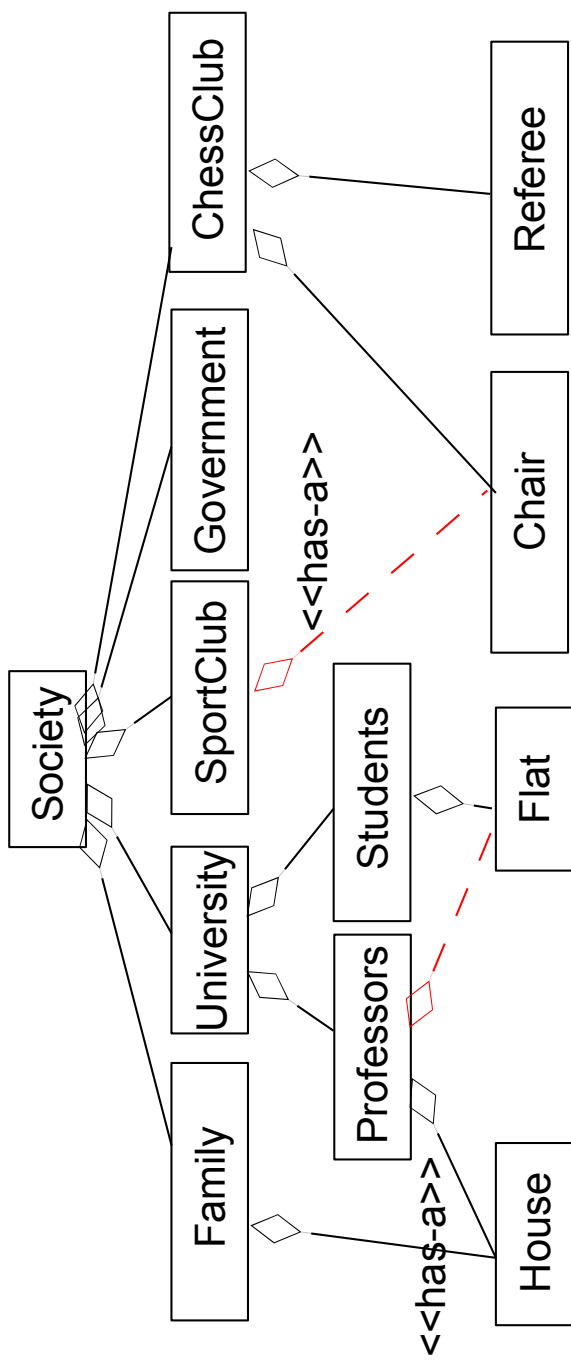 Society
Family
University
SportClub
Government
ChessClub
<<has-a>>
Professors
Students
<<has-a>>
House
Flat
Chair
Referee